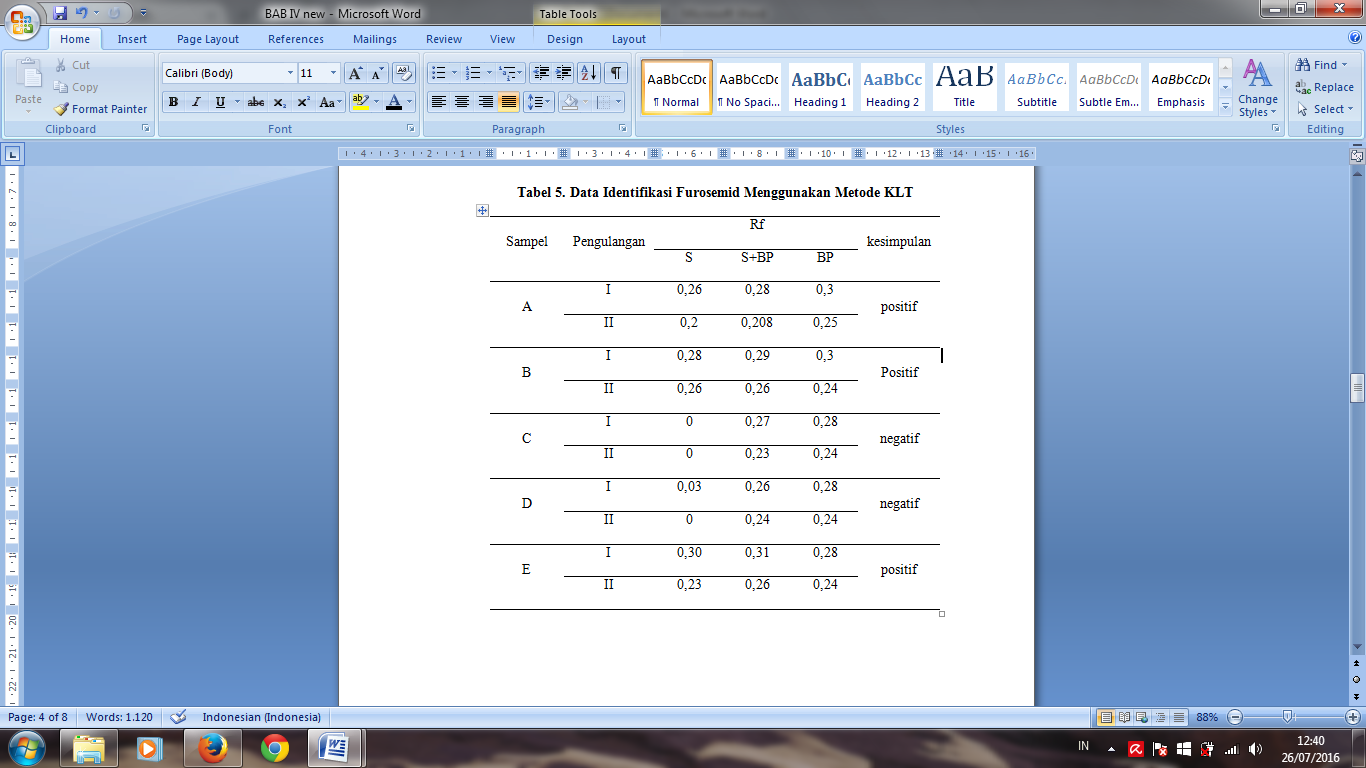 BAB IV new - Microsoft Word
Table Tools
Home Insert Page Layout References Mailings Review View Design Layout
Paste
Cut
Copy
Format Painter
Clipboard
Calibri (Body) 11
Font
Paragraph
AaBbCcDc AaBbCcDc AaBbC AaBbCc AaB AaBbCc. AaBbCcDc AaBbCcDc
¶ Normal ¶ No Spaci... Heading 1 Heading 2 Title Subtitle Subtle Em... Emphasis
Styles
Change
Styles
Find
Replace
Select
Editing
Tabel 5. Data Identifikasi Furosemid Menggunakan Metode KLT
Sampel Pengulangan Rf kesimpulan
S S+BP BP
A I 0,26 0,28 0,3 positif
II 0,2 0,208 0,25
B I 0,28 0,29 0,3 Positif
II 0,26 0,26 0,24
C I 0 0,27 0,28 negatif
II 0 0,23 0,24
D I 0,03 0,26 0,28 negatif
II 0 0,24 0,24
E I 0,30 0,31 0,28 positif
II 0,23 0,26 0,24
Page: 4 of 8 Words: 1.120 Indonesian (Indonesia) 88%
IN
12:40
26/07/2016